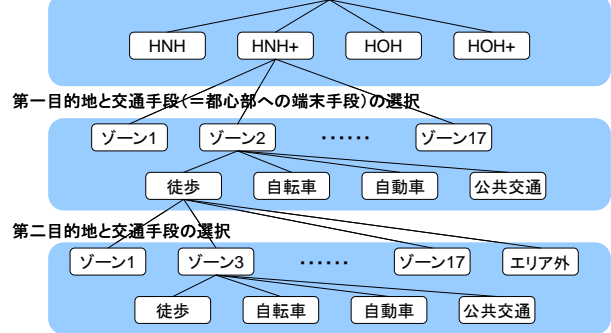 HNH HNH+ HOH HOH+
第一目的地と交通手段(=都心部への端末手段)の選択
ゾーン1 ゾーン2 ⋯⋯ ゾーン17
徒歩 自転車 自動車 公共交通
第二目的地と交通手段の選択
ゾーン1 ゾーン3 ⋯⋯ ゾーン17 エリア外
徒歩 自転車 自動車 公共交通